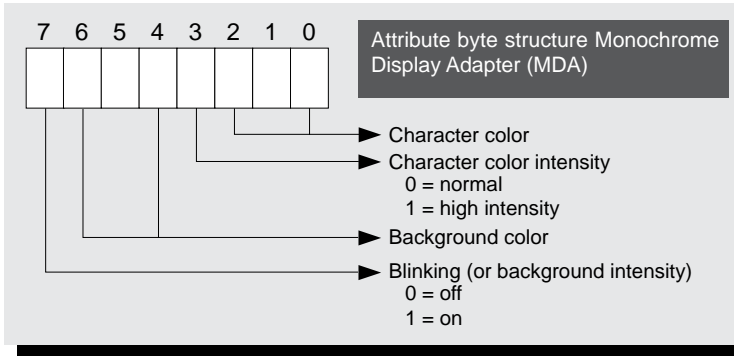 7 6 5 4 3 2 1 0
Attribute byte structure Monochrome
Display Adapter (MDA)
Character color
Character color intensity
0 = normal
1 = high intensity
Background color
Blinking (or background intensity)
0 = off
1 = on